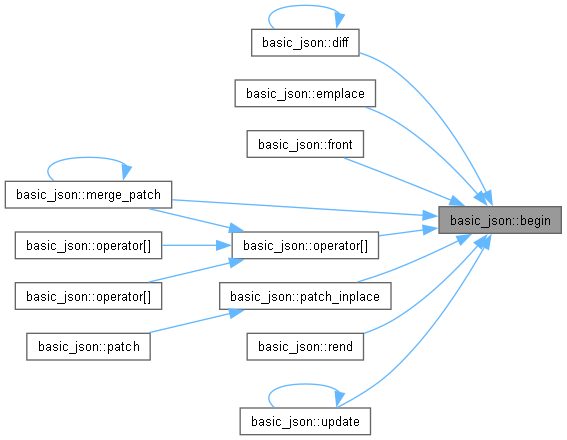 basic_json::diff
basic_json::emplace
basic_json::front
basic_json::merge_patch
basic_json::begin
basic_json::operator[]
basic_json::operator[]
basic_json::operator[]
basic_json::patch_inplace
basic_json::patch
basic_json::rend
basic_json::update